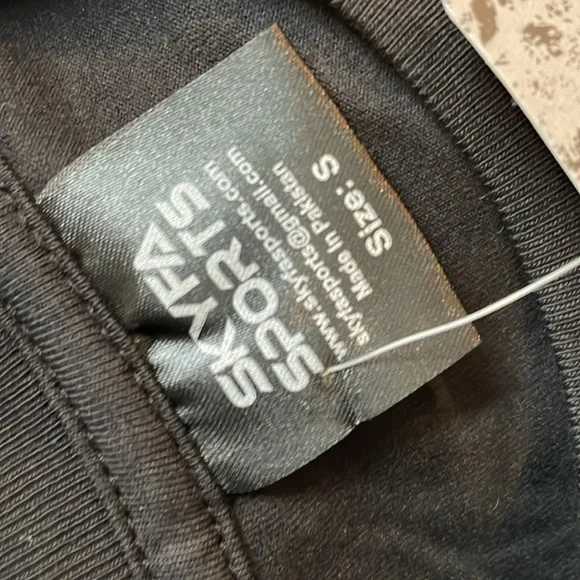 SKYFA
SPORTS
www.skyfasports.com
skyfasports@gmail.com
Made In Pakistan
Size: S